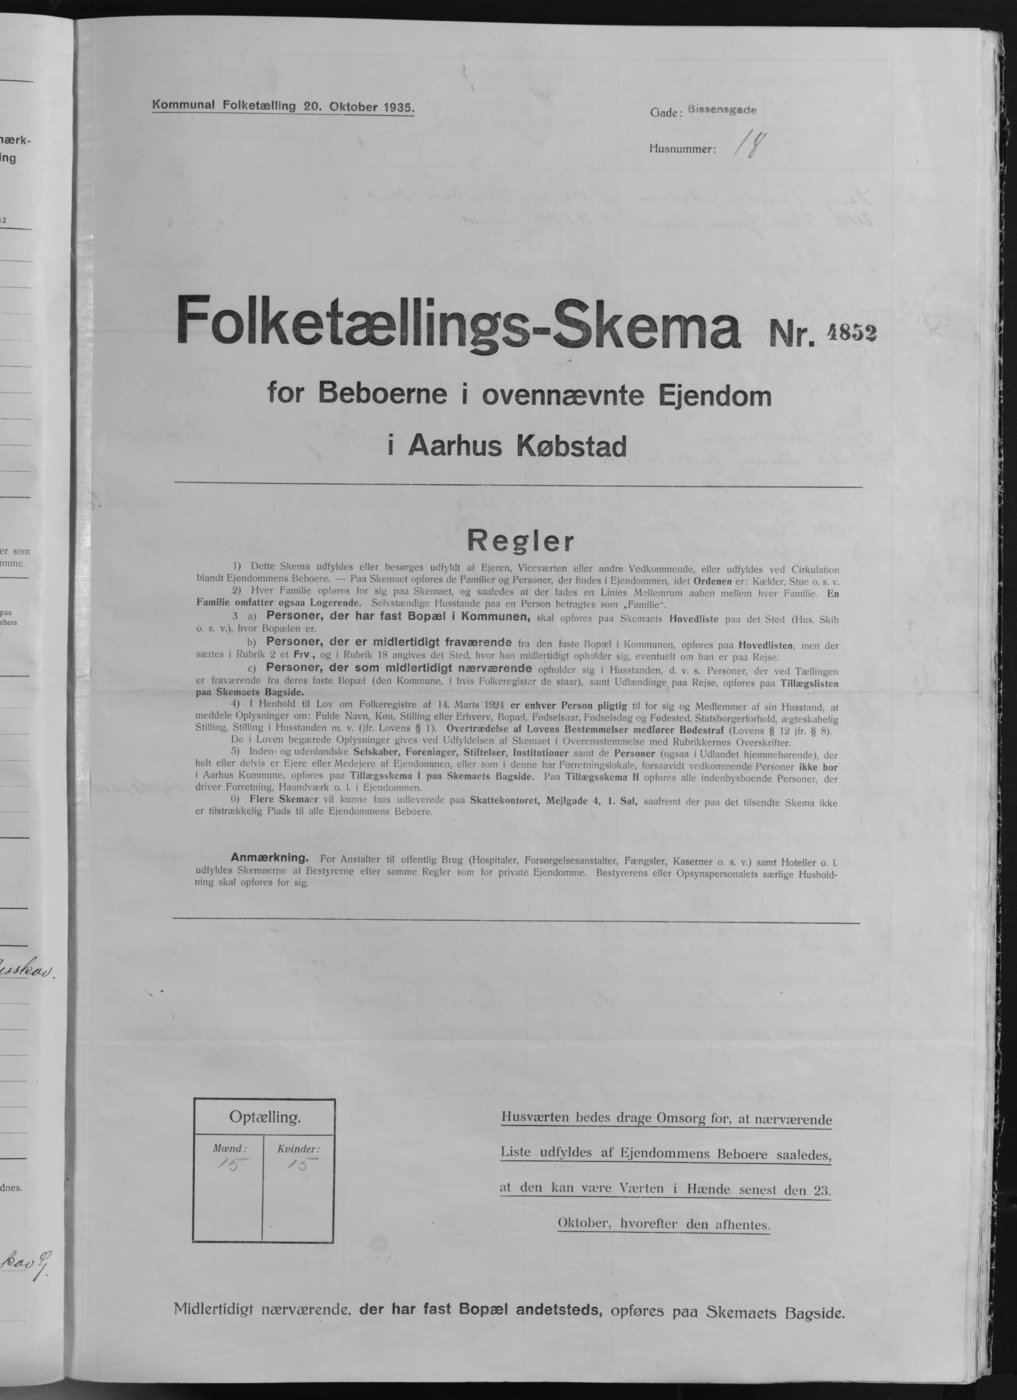 Kommunal Folketælling 20. Oktober 1935.
Gade: Bissensgade
Husnummer: 18
Folketællings-Skema Nr. 4852
for Beboerne i ovennævnte Ejendom
i Aarhus Købstad
Regler
1) Dette Skema udfyldes eller besørges udfyldt af Ejeren, Viceværten eller andre Vedkommende, eller udfyldes ved Cirkulation
blandt Ejendommens Beboere. — Paa Skemaet opføres de Familier og Personer, der findes i Ejendommen, idet Ordenen er: Kælder, Stue o. s. v.
2) Hver Familie opføres for sig paa Skemaet, og saaledes at der lades en Linies Mellemrum aaben mellem hver Familie. En
Familie omfatter ogsaa Logerende. Selvstændige Husstande paa en Person betragtes som „Familie“.
3 a) Personer, der har fast Bopæl i Kommunen, skal opføres paa Skemaets Hovedliste paa det Sted (Hus, Skib
o. s. v.), hvor Bopælen er.
b) Personer, der er midlertidigt fraværende fra den faste Bopæl i Kommunen, opføres paa Hovedlisten, men der
sættes i Rubrik 2 et Frv., og i Rubrik 18 angives det Sted, hvor han midlertidigt opholder sig, eventuelt om han er paa Rejse.
c) Personer, der som midlertidigt nærværende opholder sig i Husstanden, d. v. s. Personer, der ved Tællingen
er fraværende fra deres faste Bopæl (den Kommune, i hvis Folkeregister de staar), samt Udlændinge paa Rejse, opføres paa Tillægslisten
paa Skemaets Bagside.
4) I Henhold til Lov om Folkeregistre af 14. Marts 1924 er enhver Person pligtig til for sig og Medlemmer af sin Husstand, at
meddele Oplysninger om: Fulde Navn, Køn, Stilling eller Erhverv, Bopæl, Fødselsaar, Fødselsdag og Fødested, Statsborgerforhold, ægteskabelig
Stilling, Stilling i Husstanden m. v. (jfr. Lovens § 1). Overtrædelse af Lovens Bestemmelser medfører Bødestraf (Lovens § 12 jfr. § 8).
De i Loven begærede Oplysninger gives ved Udfyldelsen af Skemaet i Overensstemmelse med Rubrikkernes Overskrifter.
5) Inden- og udenlandske Selskaber, Foreninger, Stiftelser, Institutioner samt de Personer (ogsaa i Udlandet hjemmehørende), der
helt eller delvis er Ejere eller Medejere af Ejendommen, eller som i denne har Forretningslokale, forsaavidt vedkommende Personer ikke bor
i Aarhus Kommune, opføres paa Tillægsskema I paa Skemaets Bagside. Paa Tillægsskema II opføres alle indenbysboende Personer, der
driver Forretning, Haandværk o. l. i Ejendommen.
6) Flere Skemaer vil kunne faas udleverede paa Skattekontoret, Mejlgade 4, 1. Sal, saafremt der paa det tilsendte Skema ikke
er tilstrækkelig Plads til alle Ejendommens Beboere.
Anmærkning. For Anstalter til offentlig Brug (Hospitaler, Forsørgelsesanstalter, Fængsler, Kaserner o. s. v.) samt Hoteller o. l.
udfyldes Skemaerne af Bestyrerne efter samme Regler som for private Ejendomme. Bestyrerens eller Opsynspersonalets særlige Hushold-
ning skal opføres for sig.
Optælling.
Mænd: Kvinder:
15 15
Husværten bedes drage Omsorg for, at nærværende
Liste udfyldes af Ejendommens Beboere saaledes,
at den kan være Værten i Hænde senest den 23.
Oktober, hvorefter den afhentes.
Midlertidigt nærværende, der har fast Bopæl andetsteds, opføres paa Skemaets Bagside.